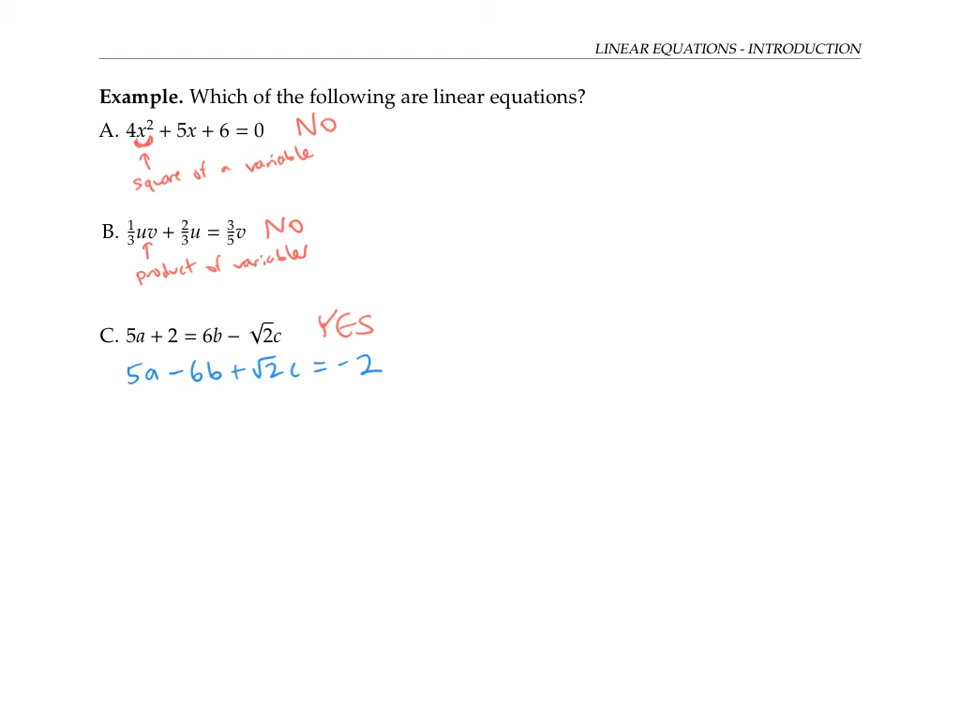 LINEAR EQUATIONS - INTRODUCTION
Example. Which of the following are linear equations?
A. 4x² + 5x + 6 = 0 NO
↑
square of a variable
B. ⅓uv + ⅔u = ⅗v NO
↑
product of variables
C. 5a + 2 = 6b − √2c YES
5a − 6b + √2 c = −2